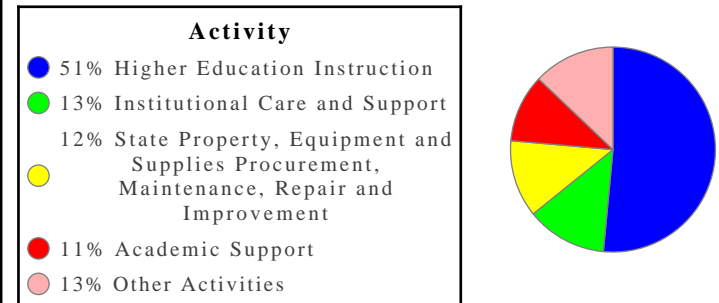 Activity
51% Higher Education Instruction
13% Institutional Care and Support
12% State Property, Equipment and
Supplies Procurement,
Maintenance, Repair and
Improvement
11% Academic Support
13% Other Activities